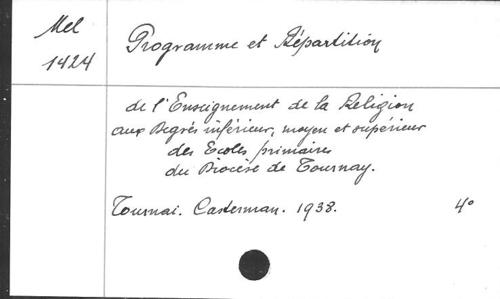 Mel
1424
Programme et Répartition
de l'Enseignement de la Religion
aux Degrés inférieur, moyen et supérieur
des Ecoles primaires
du Diocèse de Tournay.
Tournai. Casterman. 1938. 4°